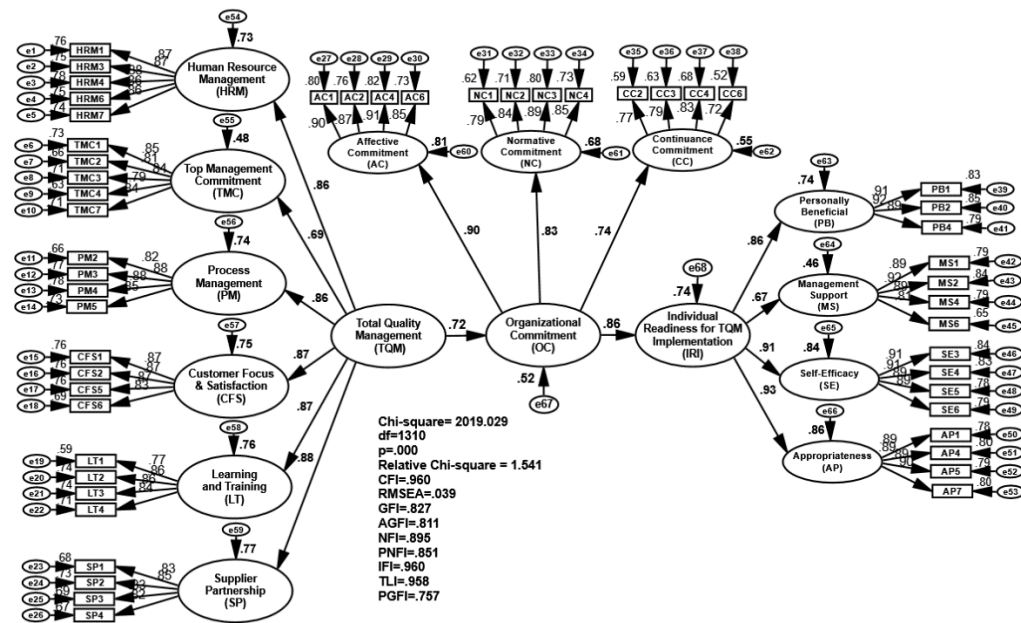 e54
.73
e1 .76 HRM1 .87
e2 .75 HRM3 .87
e3 .78 HRM4
e4 .75 HRM6 .86
e5 .74 HRM7 .86
Human Resource
Management
(HRM)
e55
.48
e6 .73 TMC1 .85
e7 .66 TMC2 .81
e8 .71 TMC3 .84
e9 .63 TMC4 .79
e10 .71 TMC7 .84
Top Management
Commitment
(TMC)
e56
.74
e11 .66 PM2 .82
e12 .77 PM3 .88
e13 .78 PM4 .88
e14 .73 PM5 .85
Process
Management
(PM)
e57
.75
e15 .76 CFS1 .87
e16 .76 CFS2 .87
e17 .76 CFS5 .87
e18 .69 CFS6 .83
Customer Focus
& Satisfaction
(CFS)
e58
.76
e19 .59 LT1 .77
e20 .74 LT2 .86
e21 .74 LT3 .86
e22 .71 LT4 .84
Learning
and Training
(LT)
e59
.77
e23 .68 SP1 .83
e24 .73 SP2 .85
e25 .69 SP3 .83
e26 .67 SP4 .82
Supplier
Partnership
(SP)
.86
.69
.86
.87
.87
.88
Total Quality
Management
(TQM)
.72
e27 e28 e29 e30
.80 .76 .82 .73
AC1 AC2 AC4 AC6
.90 .87 .91 .85
Affective
Commitment
(AC)
.81
e60
e31 e32 e33 e34
.62 .71 .80 .73
NC1 NC2 NC3 NC4
.79 .84 .89 .85
Normative
Commitment
(NC)
.68
e61
e35 e36 e37 e38
.59 .63 .68 .52
CC2 CC3 CC4 CC6
.77 .79 .83 .72
Continuance
Commitment
(CC)
.55
e62
.90
.83
.74
Organizational
Commitment
(OC)
.52
e67
.86
e68
.74
Individual
Readiness for TQM
Implementation
(IRI)
.86
.67
.91
.93
e63
.74
Personally
Beneficial
(PB)
.91 PB1 .83 e39
.92 PB2 .85 e40
.89 PB4 .79 e41
e64
.46
Management
Support
(MS)
.89 MS1 .79 e42
.92 MS2 .84 e43
.89 MS4 .79 e44
.81 MS6 .65 e45
e65
.84
Self-Efficacy
(SE)
.91 SE3 .84 e46
.91 SE4 .83 e47
.89 SE5 .78 e48
.89 SE6 .79 e49
e66
.86
Appropriateness
(AP)
.89 AP1 .78 e50
.89 AP4 e51
.89 AP5 .79 e52
.90 AP7 .80 e53
Chi-square= 2019.029
df=1310
p=.000
Relative Chi-square = 1.541
CFI=.960
RMSEA=.039
GFI=.827
AGFI=.811
NFI=.895
PNFI=.851
IFI=.960
TLI=.958
PGFI=.757